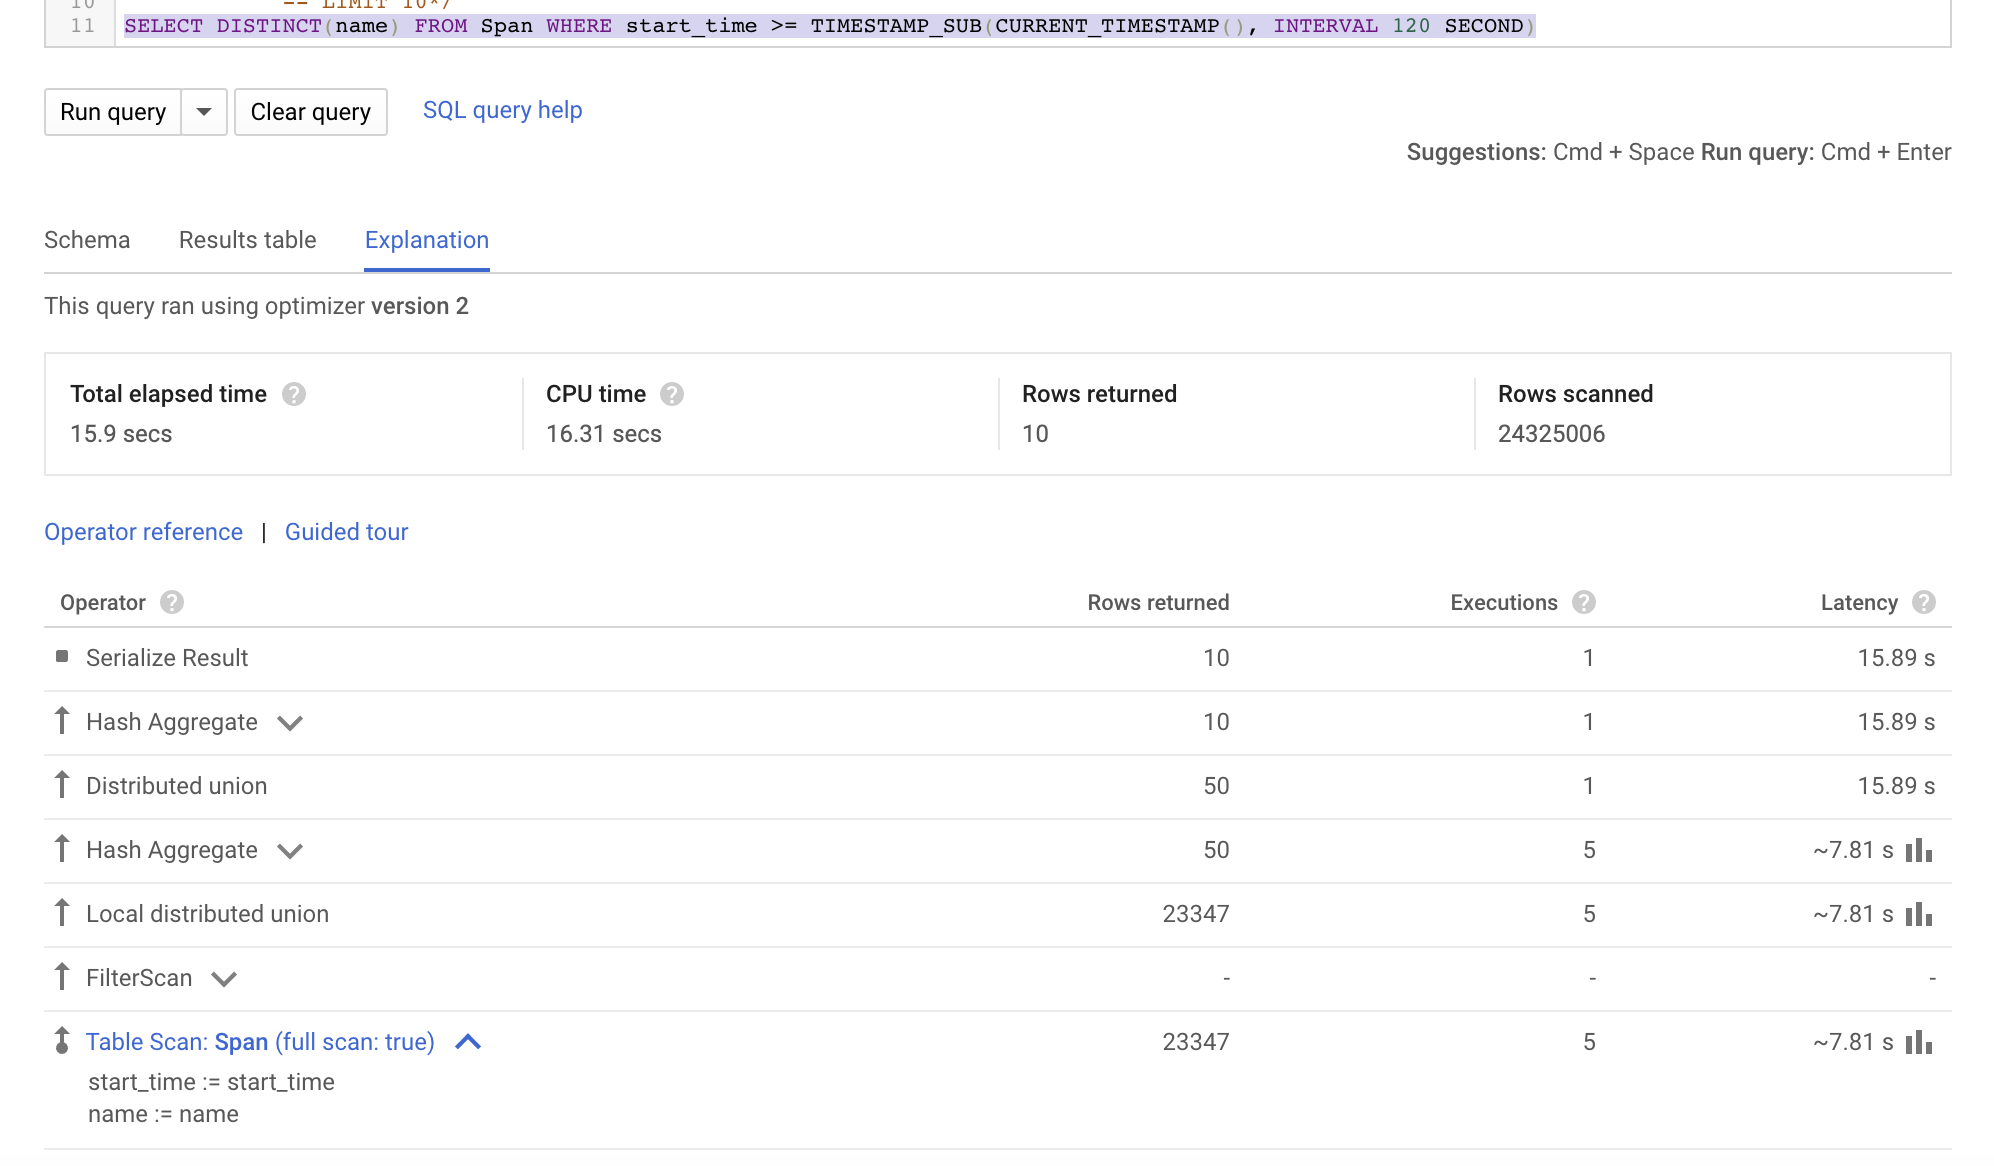 10 -- LIMIT 10*/
11 SELECT DISTINCT(name) FROM Span WHERE start_time >= TIMESTAMP_SUB(CURRENT_TIMESTAMP(), INTERVAL 120 SECOND)
Run query Clear query SQL query help
Suggestions: Cmd + Space Run query: Cmd + Enter
Schema Results table Explanation
This query ran using optimizer version 2
Total elapsed time ? CPU time ? Rows returned Rows scanned
15.9 secs 16.31 secs 10 24325006
Operator reference | Guided tour
Operator ? Rows returned Executions ? Latency ?
Serialize Result 10 1 15.89 s
Hash Aggregate 10 1 15.89 s
Distributed union 50 1 15.89 s
Hash Aggregate 50 5 ~7.81 s
Local distributed union 23347 5 ~7.81 s
FilterScan - - -
Table Scan: Span (full scan: true) 23347 5 ~7.81 s
start_time := start_time
name := name